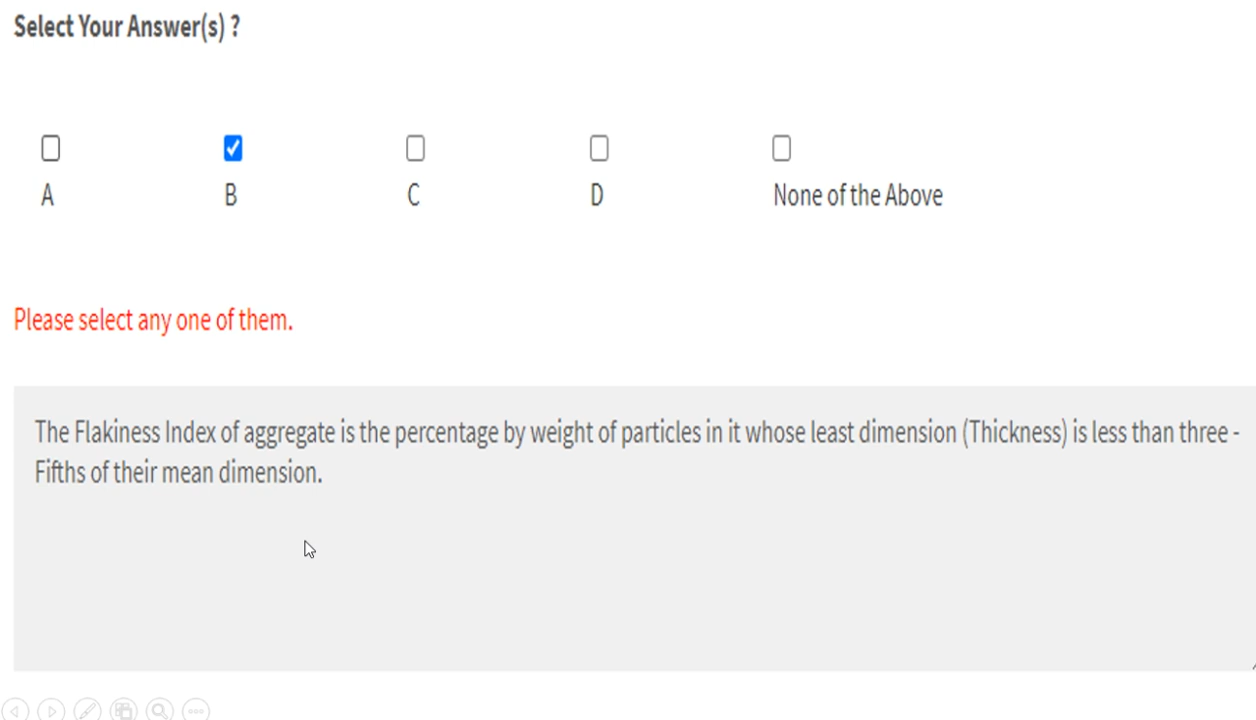 Select Your Answer(s) ?
A B C D None of the Above
Please select any one of them.
The Flakiness Index of aggregate is the percentage by weight of particles in it whose least dimension (Thickness) is less than three -
Fifths of their mean dimension.